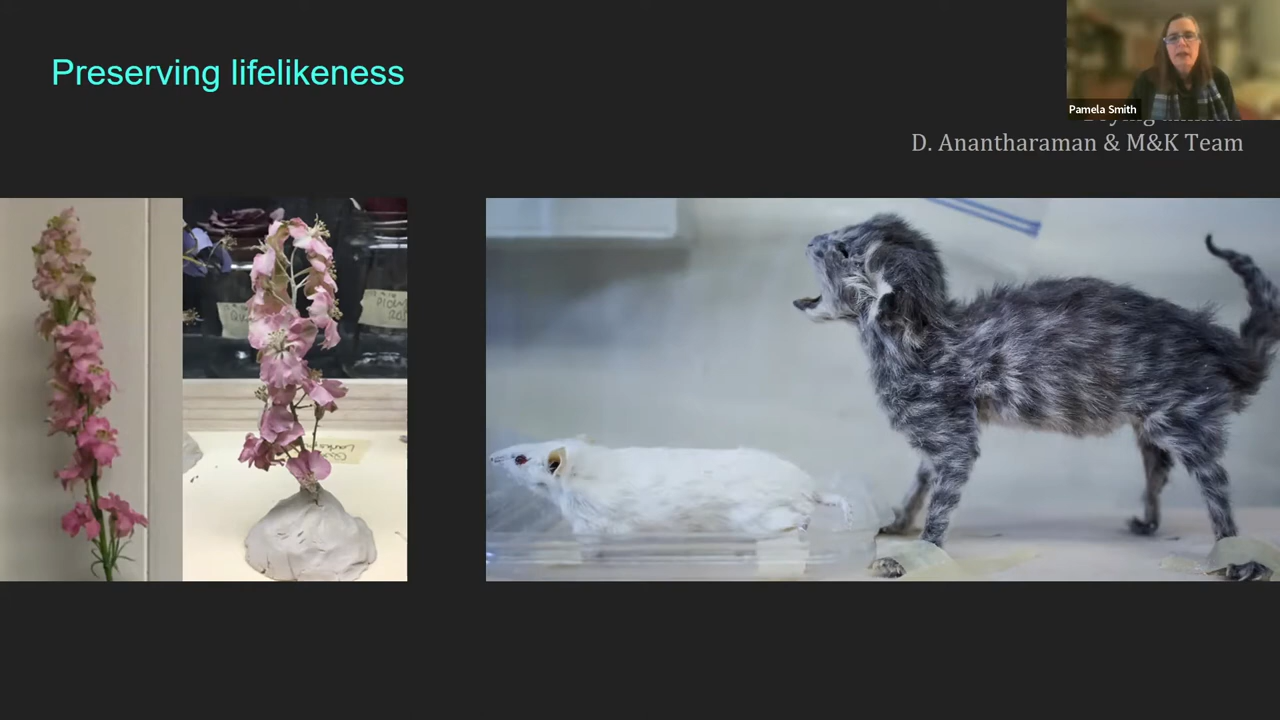 Preserving lifelikeness
Pamela Smith
D. Anantharaman & M&K Team